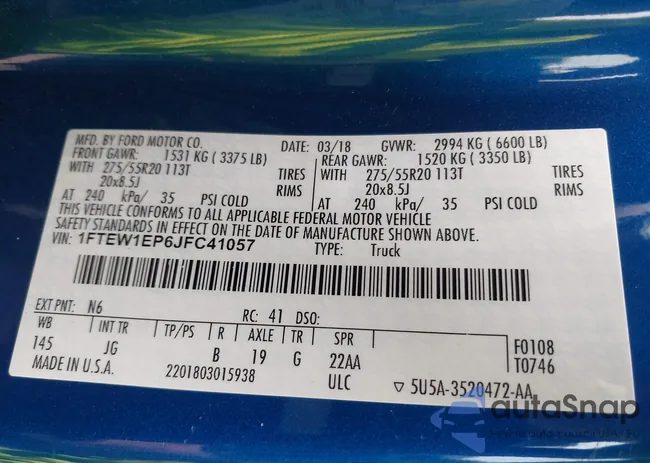 MFD. BY FORD MOTOR CO. DATE: 03/18 GVWR: 2994 KG ( 6600 LB)
FRONT GAWR: 1531 KG ( 3375 LB) REAR GAWR: 1520 KG ( 3350 LB)
WITH 275/55R20 113T TIRES WITH 275/55R20 113T TIRES
20x8.5J RIMS 20x8.5J RIMS
AT 240 kPa/ 35 PSI COLD AT 240 kPa/ 35 PSI COLD
THIS VEHICLE CONFORMS TO ALL APPLICABLE FEDERAL MOTOR VEHICLE
SAFETY STANDARDS IN EFFECT ON THE DATE OF MANUFACTURE SHOWN ABOVE.
VIN: 1FTEW1EP6JFC41057 TYPE: Truck
EXT PNT: N6 RC: 41 DSO:
WB INT TR TP/PS R AXLE TR SPR F0108
145 JG B 19 G 22AA T0746
MADE IN U.S.A. 2201803015938 ULC ▽ 5U5A-3520472-AA
autoSnap